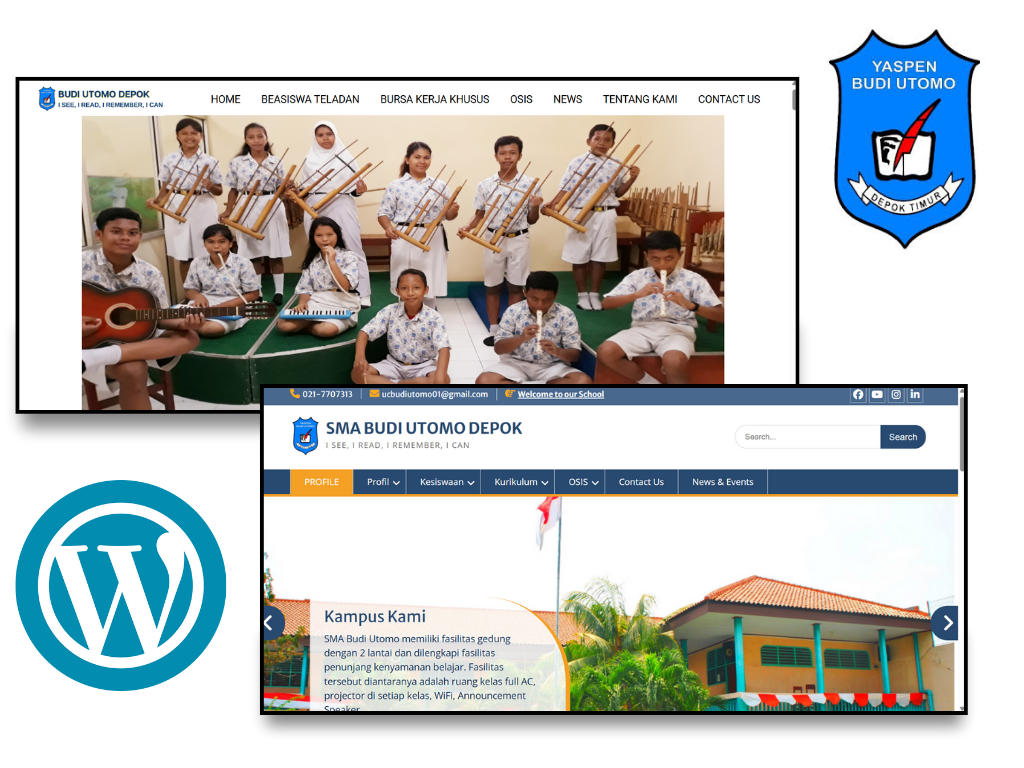 YASPEN
BUDI UTOMO
DEPOK TIMUR
BUDI UTOMO DEPOK
I SEE, I READ, I REMEMBER, I CAN
HOME BEASISWA TELADAN BURSA KERJA KHUSUS OSIS NEWS TENTANG KAMI CONTACT US
021-7707313 ucbudiutomo01@gmail.com Welcome to our School
SMA BUDI UTOMO DEPOK
I SEE, I READ, I REMEMBER, I CAN
Search... Search
PROFILE Profil Kesiswaan Kurikulum OSIS Contact Us News & Events
Kampus Kami
SMA Budi Utomo memiliki fasilitas gedung
dengan 2 lantai dan dilengkapi fasilitas
penunjang kenyamanan belajar. Fasilitas
tersebut diantaranya adalah ruang kelas full AC,
projector di setiap kelas, WiFi, Announcement
Speaker